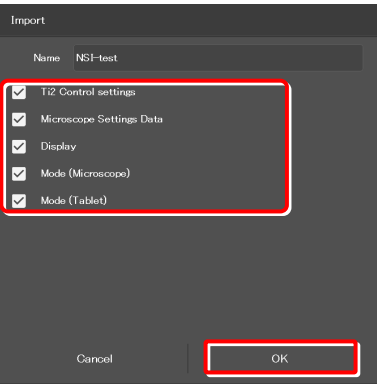 Import
Name NSI-test
Ti2 Control settings
Microscope Settings Data
Display
Mode (Microscope)
Mode (Tablet)
Cancel OK